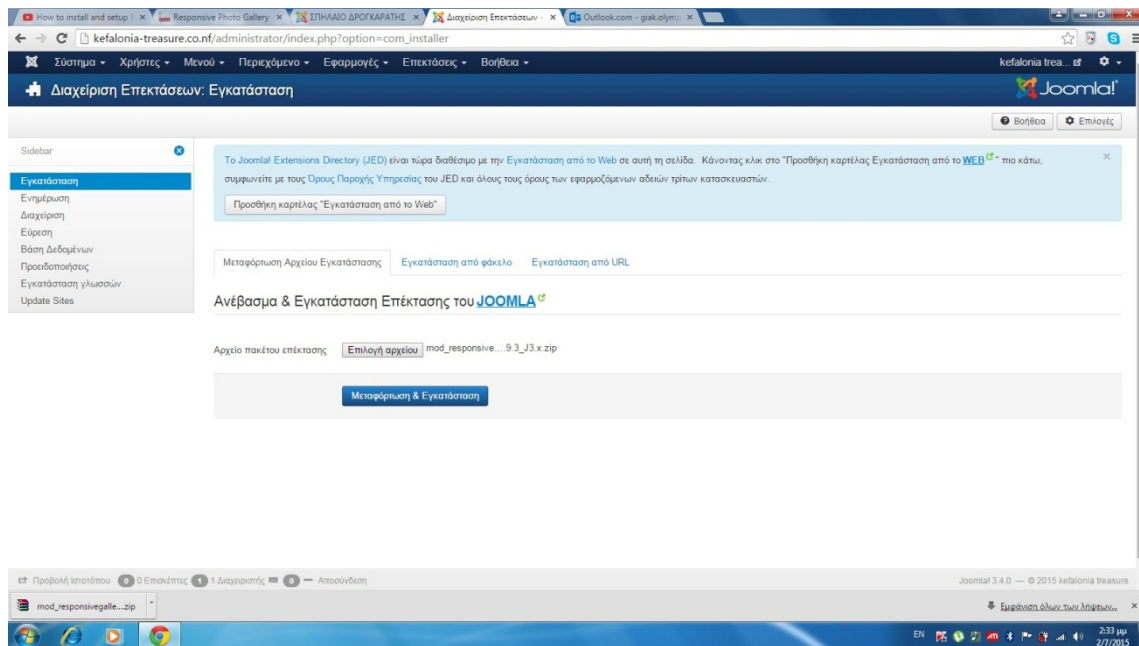 How to install and setup
Responsive Photo Gallery
ΣΠΗΛΑΙΟ ΔΡΟΓΚΑΡΑΤΗΣ
Διαχείριση Επεκτάσεων -
Outlook.com - giak.olymp
kefalonia-treasure.co.nf/administrator/index.php?option=com_installer
Σύστημα Χρήστες Μενού Περιεχόμενο Εφαρμογές Επεκτάσεις Βοήθεια
kefalonia trea...
Διαχείριση Επεκτάσεων: Εγκατάσταση
Joomla!
Βοήθεια Επιλογές
Sidebar
Εγκατάσταση
Ενημέρωση
Διαχείριση
Εύρεση
Βάση Δεδομένων
Προειδοποιήσεις
Εγκατάσταση γλωσσών
Update Sites
Το Joomla! Extensions Directory (JED) είναι τώρα διαθέσιμο με την Εγκατάσταση από το Web σε αυτή τη σελίδα. Κάνοντας κλικ στο "Προσθήκη καρτέλας Εγκατάσταση από το WEB " πιο κάτω,
συμφωνείτε με τους Όρους Παροχής Υπηρεσίας του JED και όλους τους όρους των εφαρμοζόμενων αδειών τρίτων κατασκευαστών.
Προσθήκη καρτέλας "Εγκατάσταση από το Web"
Μεταφόρτωση Αρχείου Εγκατάστασης Εγκατάσταση από φάκελο Εγκατάσταση από URL
Ανέβασμα & Εγκατάσταση Επέκτασης του JOOMLA
Αρχείο πακέτου επέκτασης Επιλογή αρχείου mod_responsive....9.3_J3.x.zip
Μεταφόρτωση & Εγκατάσταση
Προβολή Ιστοτόπου 0 0 Επισκέπτες 1 1 Διαχειριστής 0 Αποσύνδεση
Joomla! 3.4.0 — © 2015 kefalonia treasure
mod_responsivegalle....zip
Εμφάνιση όλων των λήψεων...
EN
2:33 μμ
2/7/2015